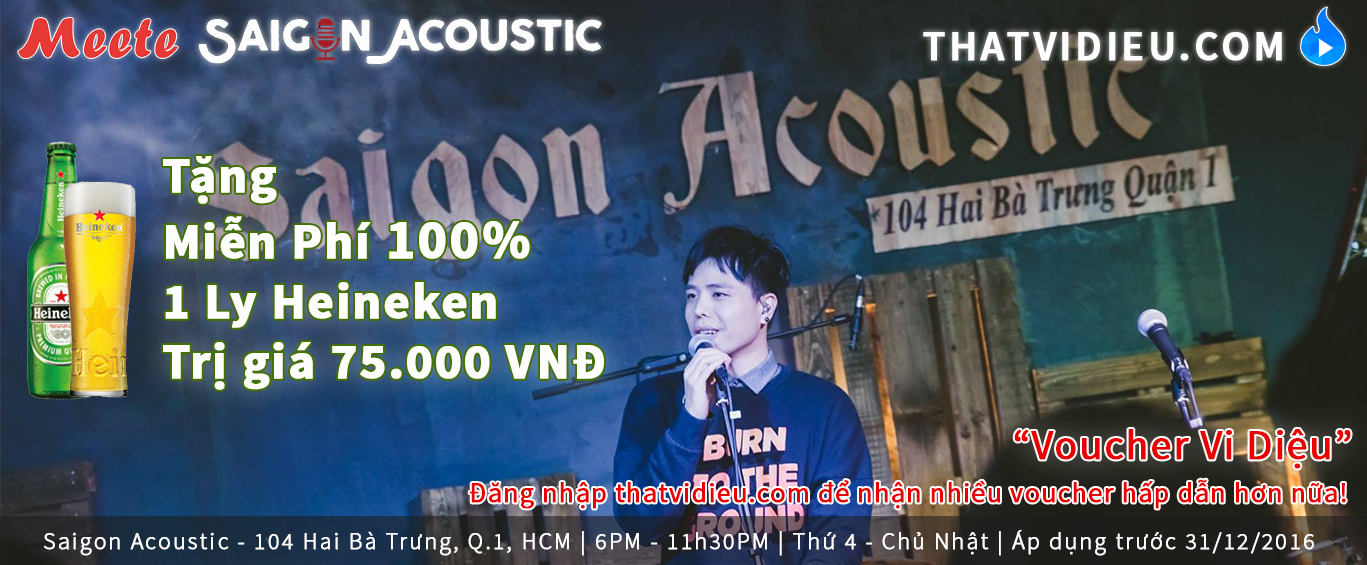 Meete SAIGON ACOUSTIC
THATVIDIEU.COM
Saigon Acoustic
*104 Hai Bà Trưng Quận 1
Tặng
Miễn Phí 100%
1 Ly Heineken
Trị giá 75.000 VNĐ
Heineken
Heineken
BURN
TO THE
GROUND
“Voucher Vi Diệu”
Đăng nhập thatvidieu.com để nhận nhiều voucher hấp dẫn hơn nữa!
Saigon Acoustic - 104 Hai Bà Trưng, Q.1, HCM | 6PM - 11h30PM | Thứ 4 - Chủ Nhật | Áp dụng trước 31/12/2016